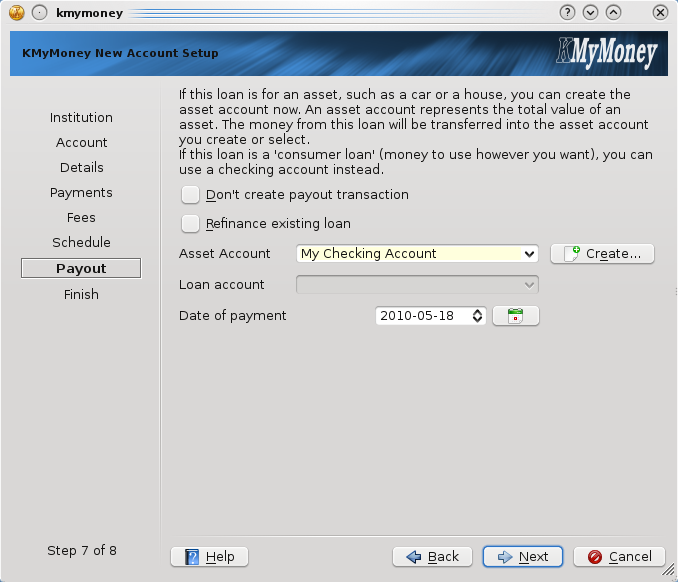 kmymoney
KMyMoney New Account Setup
KMyMoney
Institution
Account
Details
Payments
Fees
Schedule
Payout
Finish
Step 7 of 8
If this loan is for an asset, such as a car or a house, you can create the
asset account now. An asset account represents the total value of an
asset. The money from this loan will be transferred into the asset account
you create or select.
If this loan is a 'consumer loan' (money to use however you want), you can
use a checking account instead.
Don't create payout transaction
Refinance existing loan
Asset Account My Checking Account Create...
Loan account
Date of payment 2010-05-18
Help Back Next Cancel